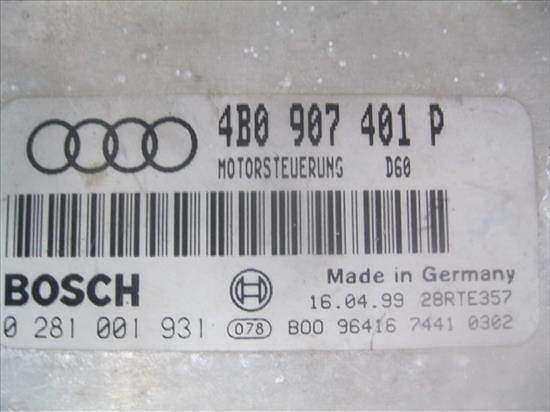 4B0 907 401 P
MOTORSTEUERUNG D60
BOSCH
Made in Germany
16.04.99 28RTE357
0 281 001 931 078 B00 96416 7441 0302